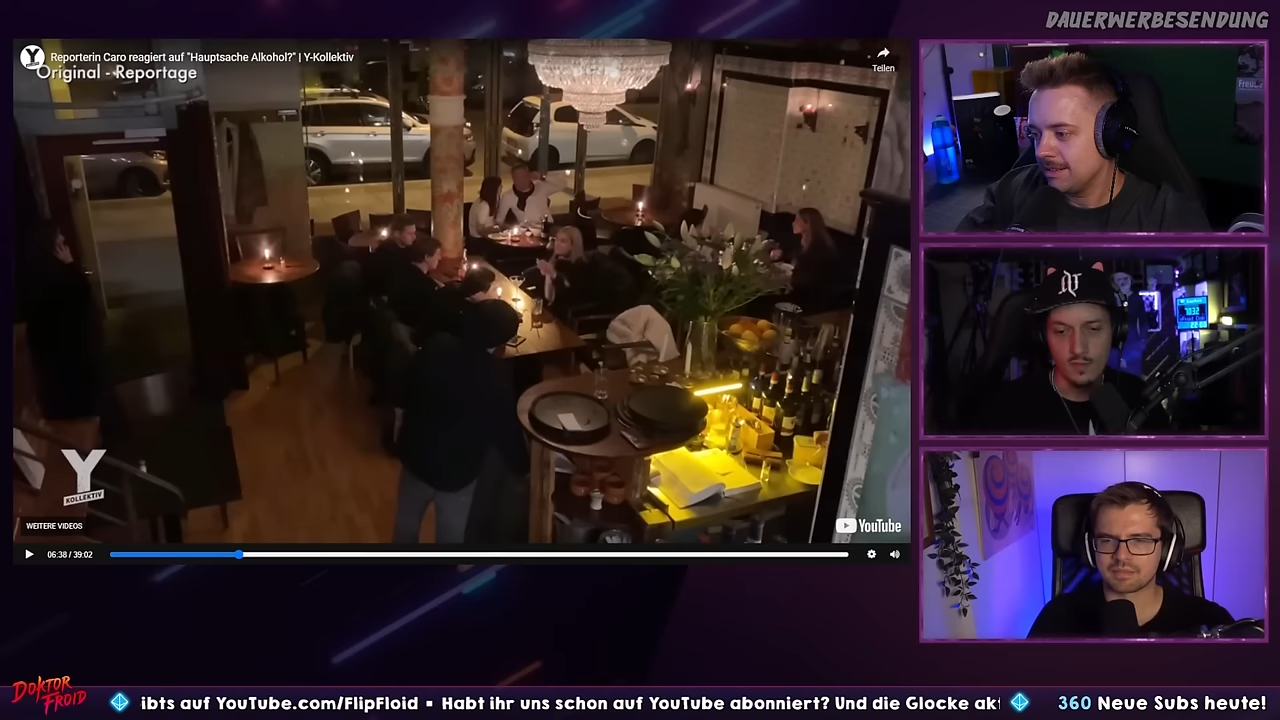 DAUERWERBESENDUNG
Reporterin Caro reagiert auf "Hauptsache Alkohol?" | Y-Kollektiv
Original - Reportage
Teilen
Y
KOLLEKTIV
WEITERE VIDEOS
YouTube
06:38 / 39:02
DOKTOR
FROID
ibts auf YouTube.com/FlipFloid ▪ Habt ihr uns schon auf YouTube abonniert? Und die Glocke ak
360 Neue Subs heute!